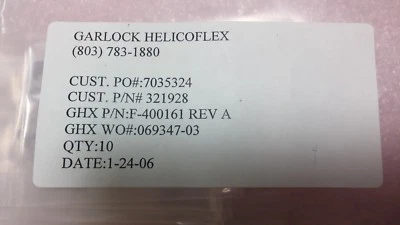 GARLOCK HELICOFLEX
(803) 783-1880
CUST. PO#:7035324
CUST. P/N# 321928
GHX P/N:F-400161 REV A
GHX WO#:069347-03
QTY:10
DATE:1-24-06